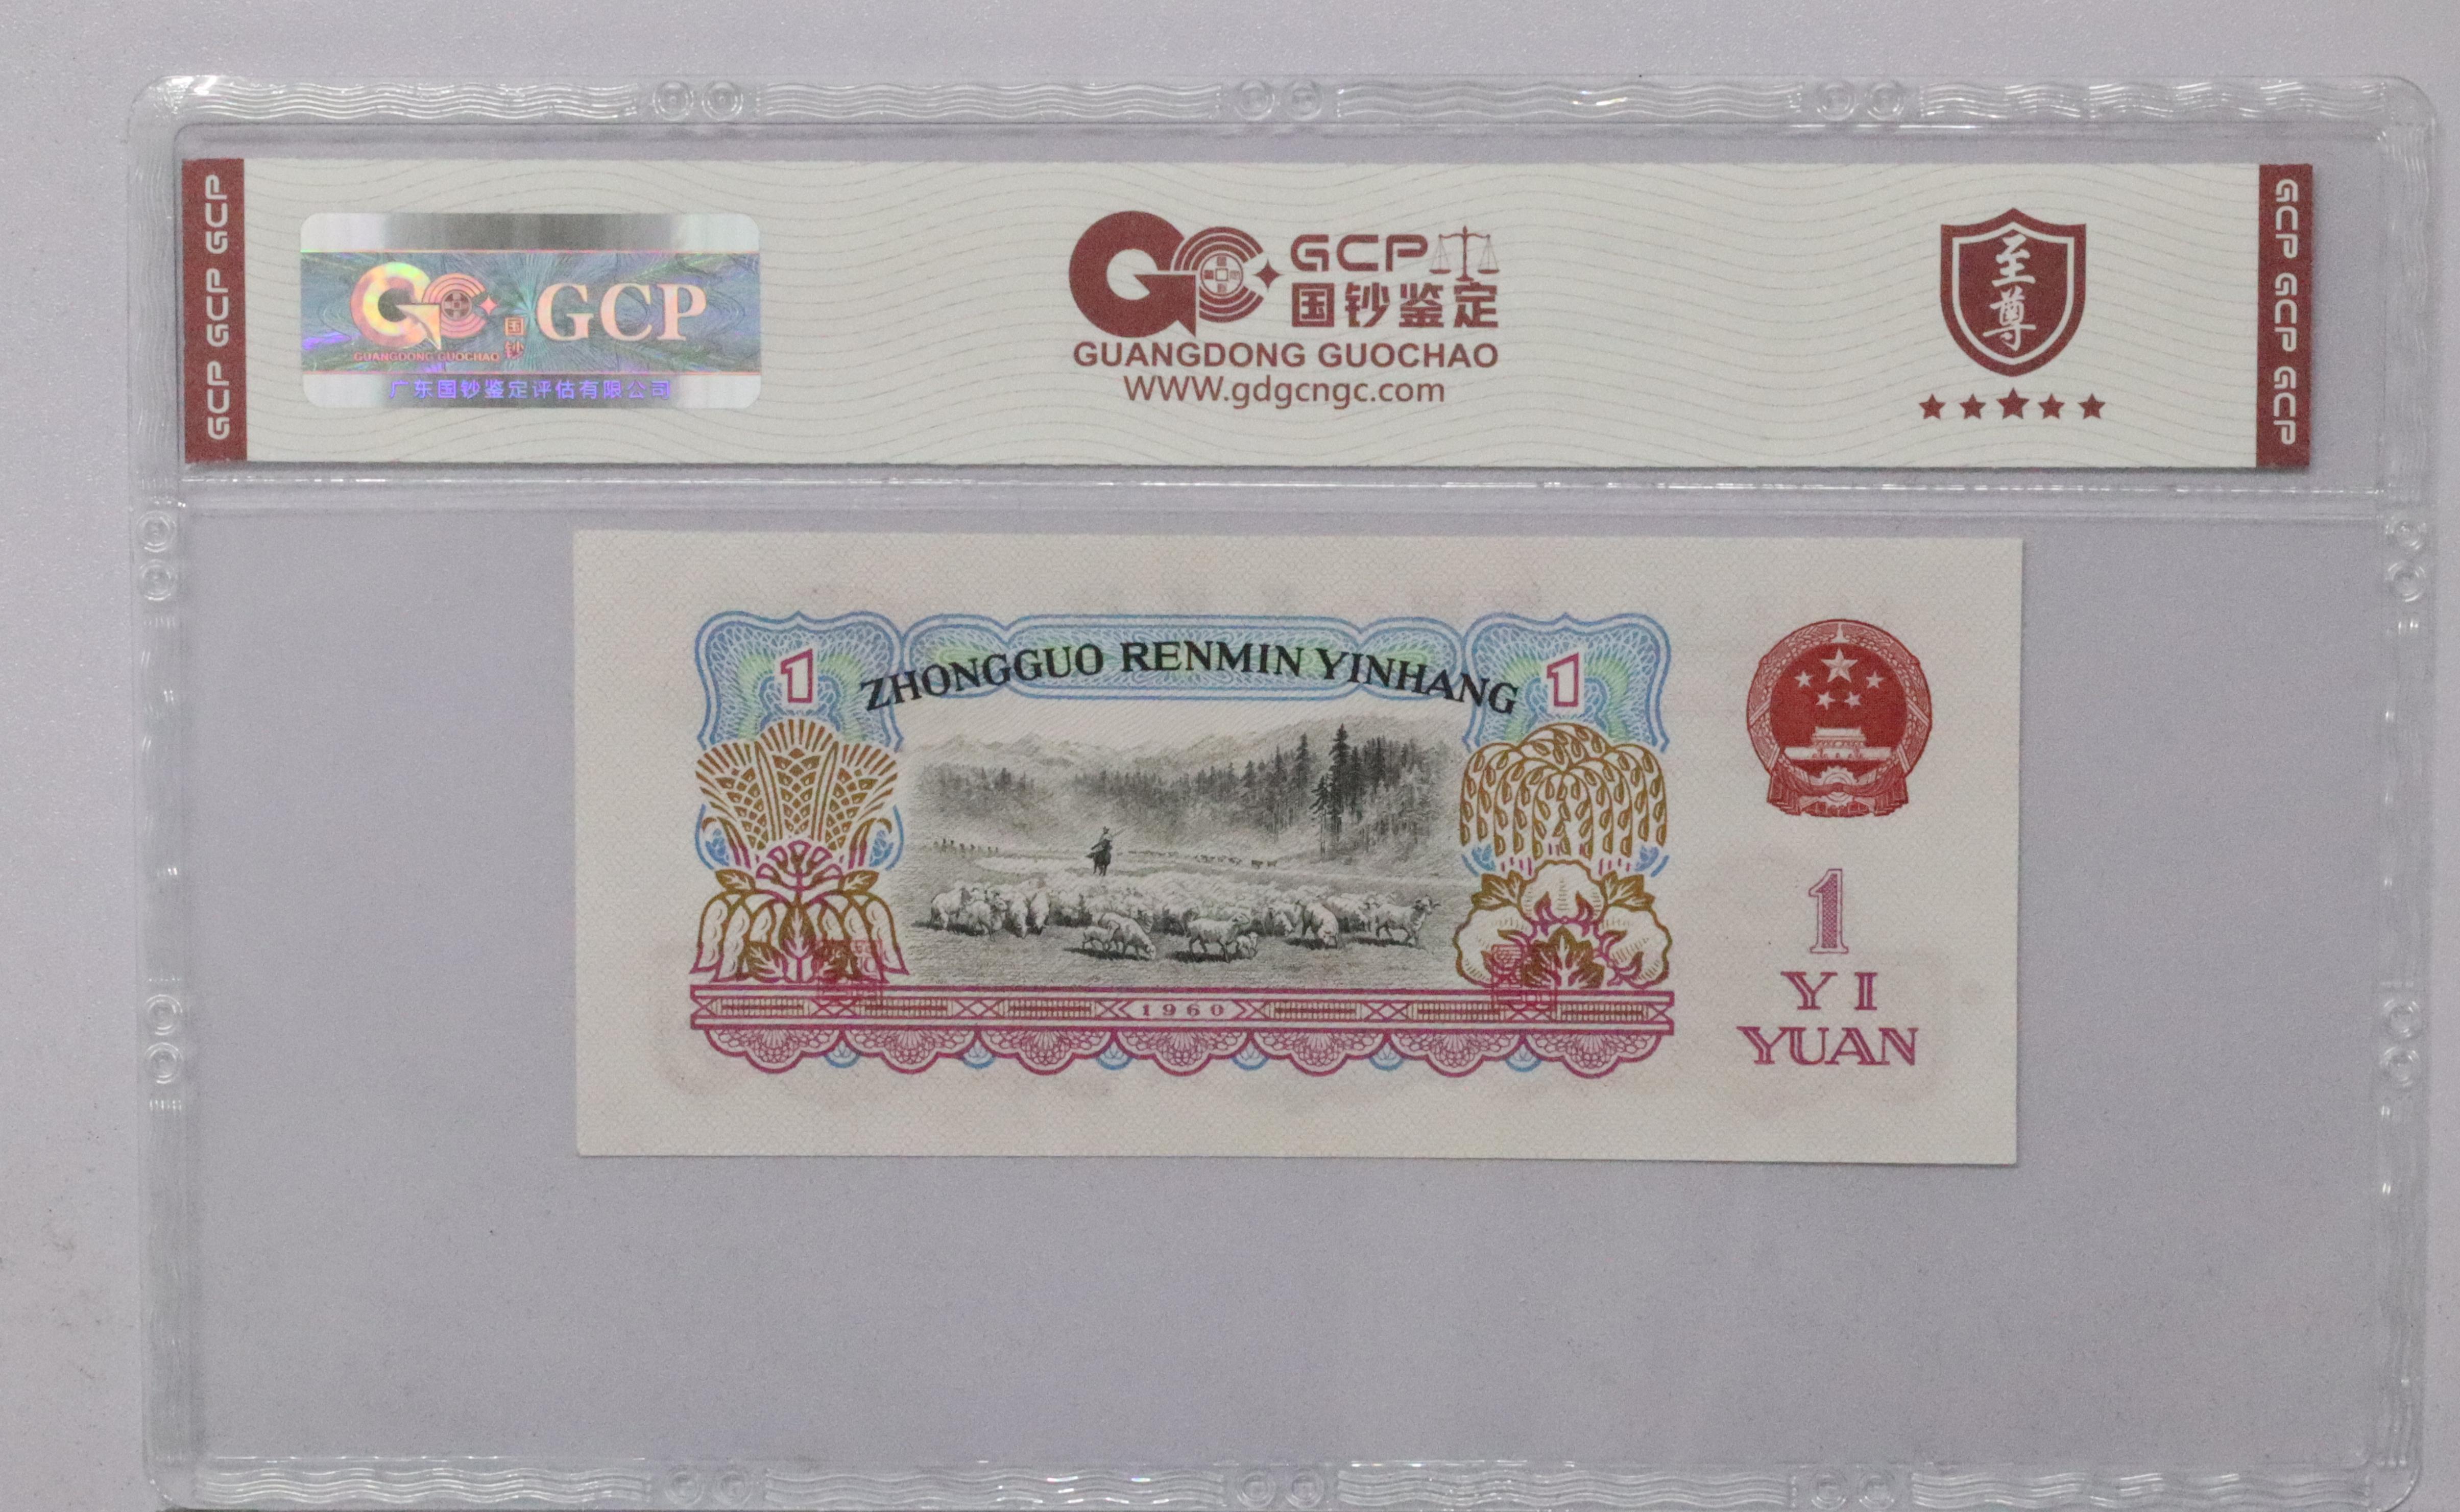 GCP GCP GCP
GCP
国钞
GUANGDONG GUOCHAO
广东国钞鉴定评估有限公司
GCP
国钞鉴定
GUANGDONG GUOCHAO
WWW.gdgcngc.com
至尊
GCP GCP GCP
ZHONGGUO RENMIN YINHANG
1
1
1960
1
YI
YUAN